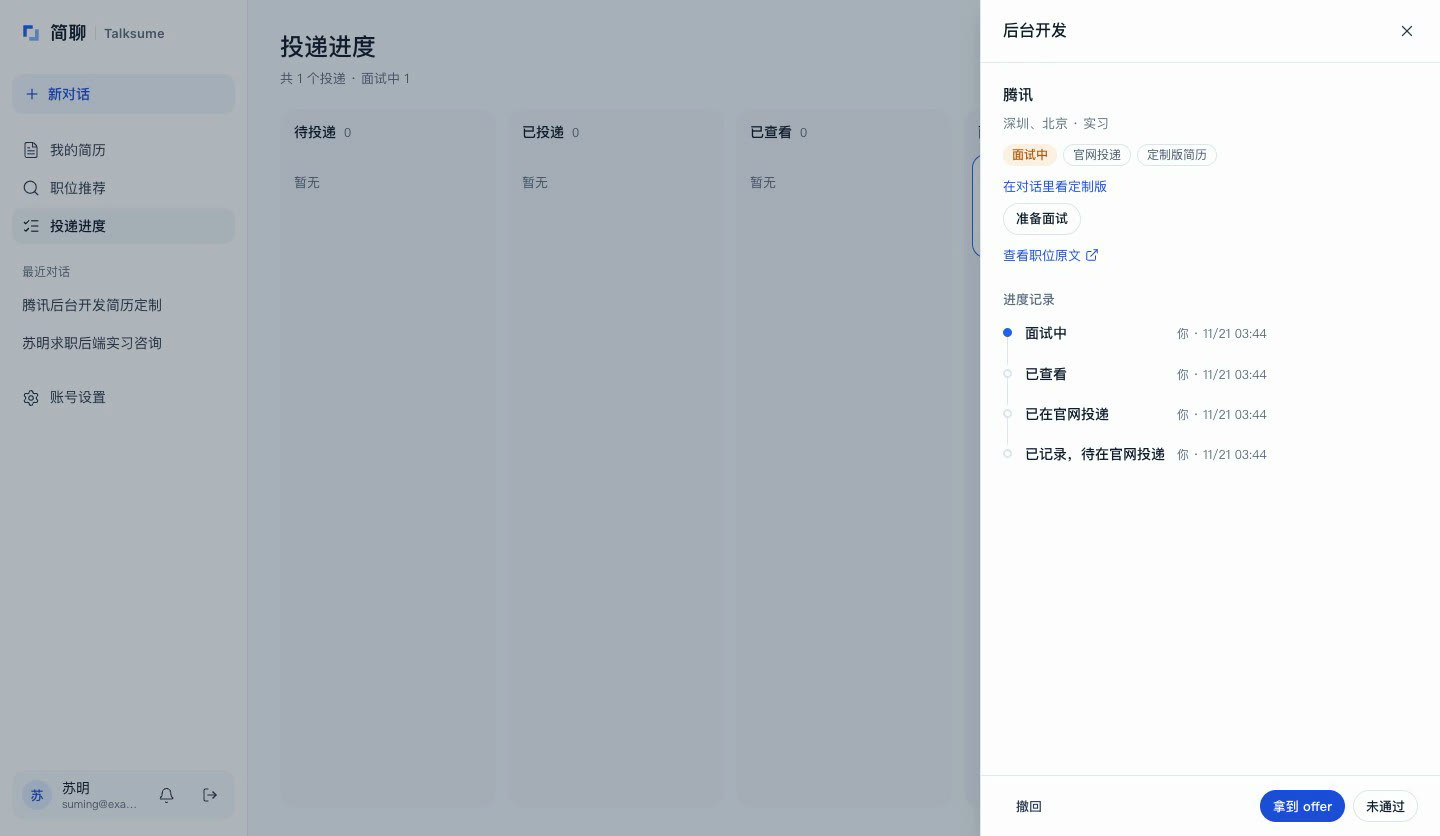 简聊 Talksume
新对话
我的简历
职位推荐
投递进度
最近对话
腾讯后台开发简历定制
苏明求职后端实习咨询
账号设置
苏 苏明
suming@exa...
投递进度
共 1 个投递 · 面试中 1
待投递 0
暂无
已投递 0
暂无
已查看 0
暂无
后台开发
腾讯
深圳、北京 · 实习
面试中 官网投递 定制版简历
在对话里看定制版
准备面试
查看职位原文
进度记录
面试中 你 · 11/21 03:44
已查看 你 · 11/21 03:44
已在官网投递 你 · 11/21 03:44
已记录，待在官网投递 你 · 11/21 03:44
撤回 拿到 offer 未通过